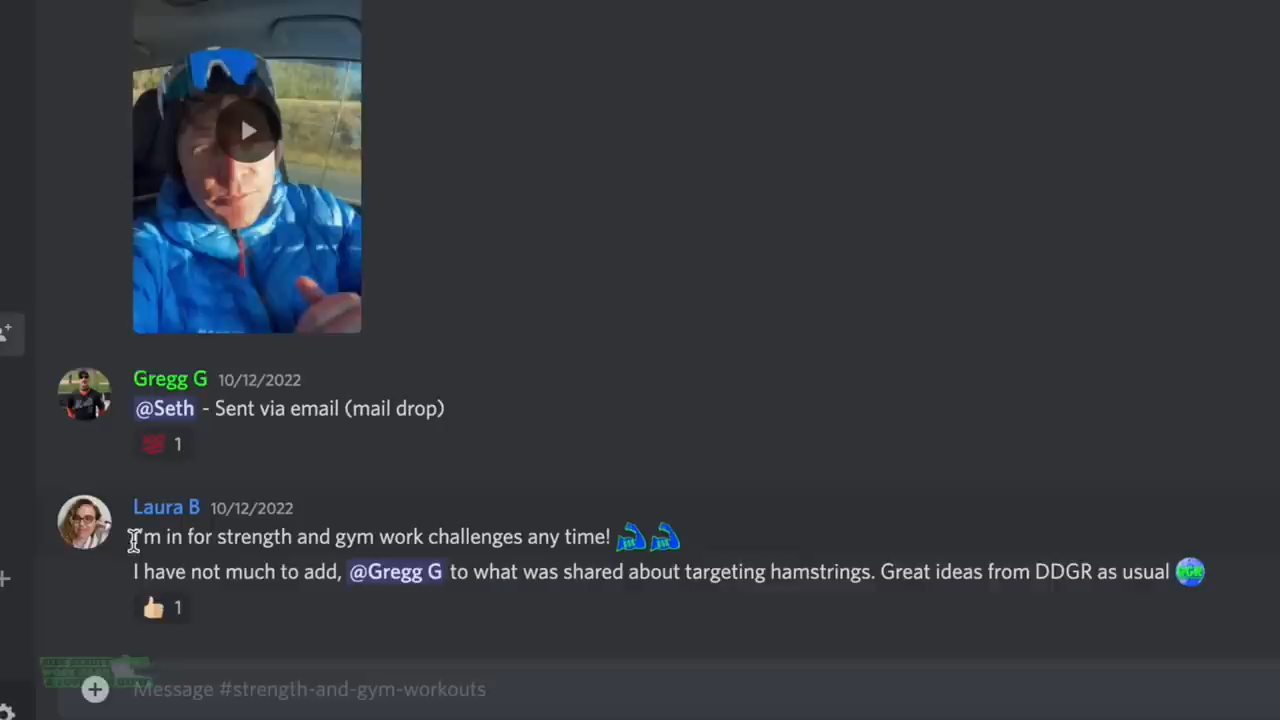 Gregg G 10/12/2022
@Seth - Sent via email (mail drop)
1
Laura B 10/12/2022
I'm in for strength and gym work challenges any time!
I have not much to add, @Gregg G to what was shared about targeting hamstrings. Great ideas from DDGR as usual
1
Message #strength-and-gym-workouts